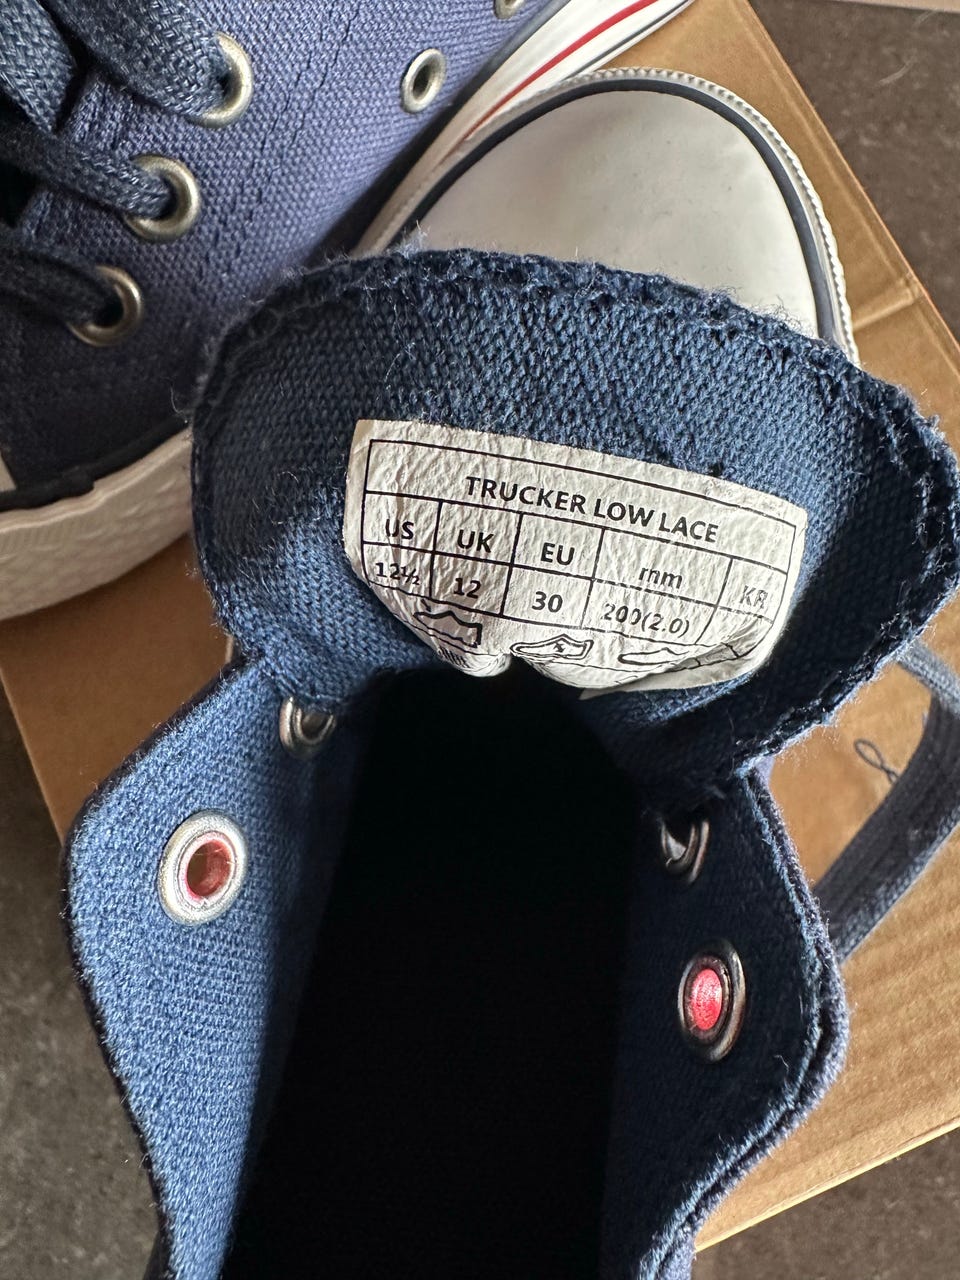 TRUCKER LOW LACE
US UK EU mm KR
12½ 12 30 200(2.0)